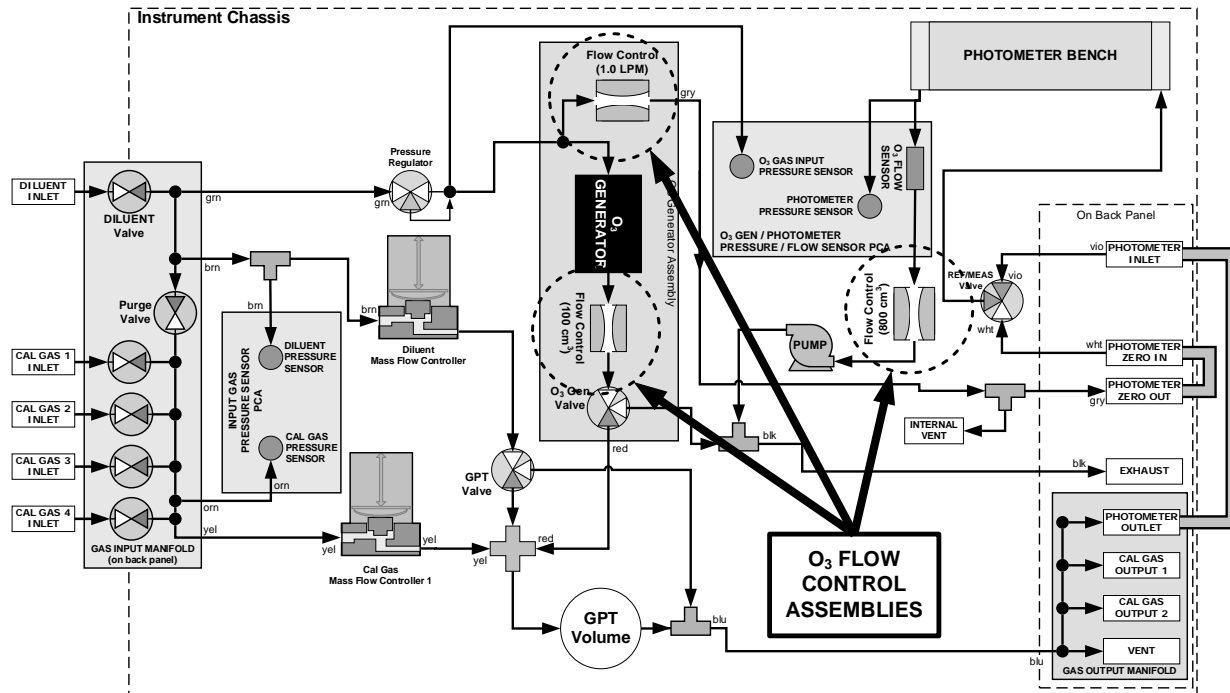 Instrument Chassis
Flow Control
(1.0 LPM)
gry
PHOTOMETER BENCH
Pressure
Regulator
grn
O₃ FLOW
SENSOR
O₃ GAS INPUT
PRESSURE SENSOR
PHOTOMETER
PRESSURE SENSOR
O₃ GEN / PHOTOMETER
PRESSURE / FLOW SENSOR PCA
DILUENT
INLET
DILUENT
Valve
grn
O₃
GENERATOR
Generator Assembly
On Back Panel
vio
PHOTOMETER
INLET
REF/MEAS
Valve
vio
wht
wht
PHOTOMETER
ZERO IN
gry
PHOTOMETER
ZERO OUT
brn
brn
brn
Purge
Valve
Diluent
Mass Flow Controller
Flow Control
(100 cm³)
Flow Control
(800 cm³)
PUMP
INPUT GAS
PRESSURE SENSOR
PCA
DILUENT
PRESSURE
SENSOR
CAL GAS
PRESSURE
SENSOR
CAL GAS 1
INLET
CAL GAS 2
INLET
CAL GAS 3
INLET
CAL GAS 4
INLET
O₃ Gen
Valve
red
blk
INTERNAL
VENT
blk
EXHAUST
GPT
Valve
orn
orn
yel
GAS INPUT MANIFOLD
(on back panel)
yel
yel
yel
red
Cal Gas
Mass Flow Controller 1
GPT
Volume
blu
O₃ FLOW
CONTROL
ASSEMBLIES
PHOTOMETER
OUTLET
CAL GAS
OUTPUT 1
CAL GAS
OUTPUT 2
VENT
blu
GAS OUTPUT MANIFOLD